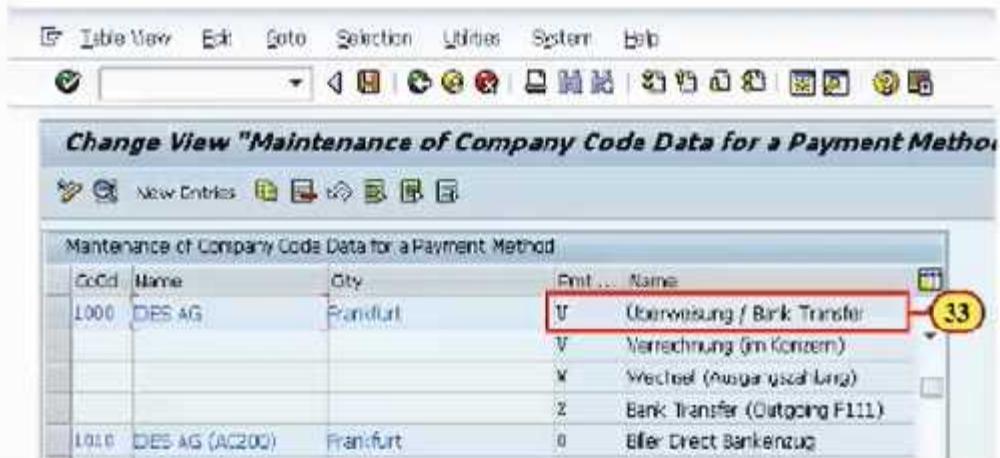 Table View Edit Goto Selection Utilities System Help
Change View "Maintenance of Company Code Data for a Payment Metho
New Entries
Maintenance of Company Code Data for a Payment Method
CoCd Name City Pmt ... Name
1000 IDES AG Frankfurt U Überweisung / Bank Transfer
33
V Verrechnung (im Konzern)
W Wechsel (Ausgangszahlung)
Z Bank Transfer (Outgoing F111)
1010 IDES AG (AC200) Frankfurt 0 Biller Direct Bankenzug